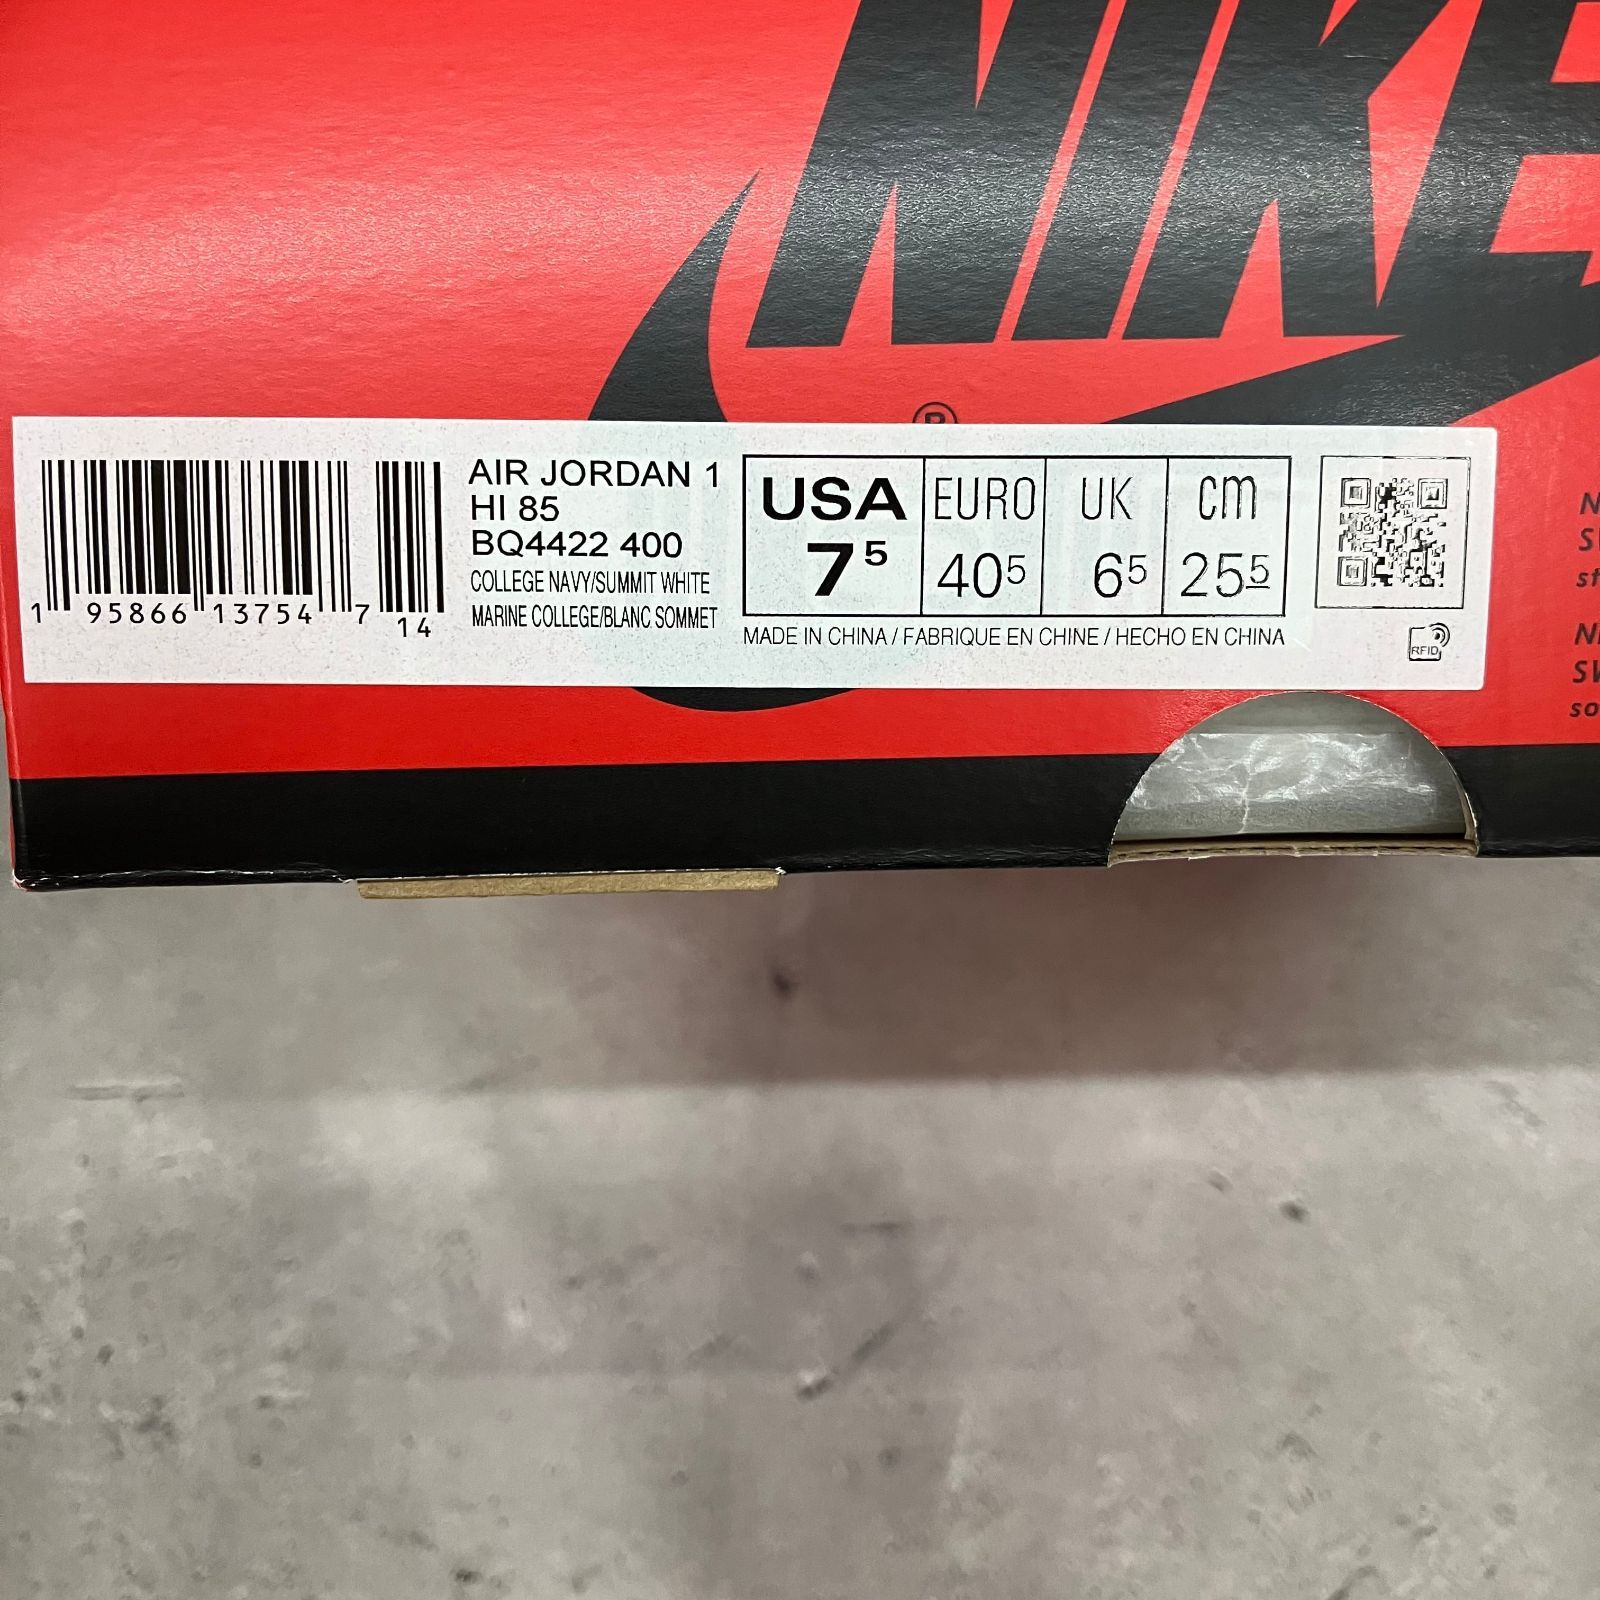 NIKE
®
AIR JORDAN 1
HI 85
BQ4422 400
COLLEGE NAVY/SUMMIT WHITE
MARINE COLLEGE/BLANC SOMMET
1 95866 13754 7 14
USA EURO UK cm
7⁵ 40⁵ 6⁵ 25⁵
MADE IN CHINA / FABRIQUE EN CHINE / HECHO EN CHINA
RFID